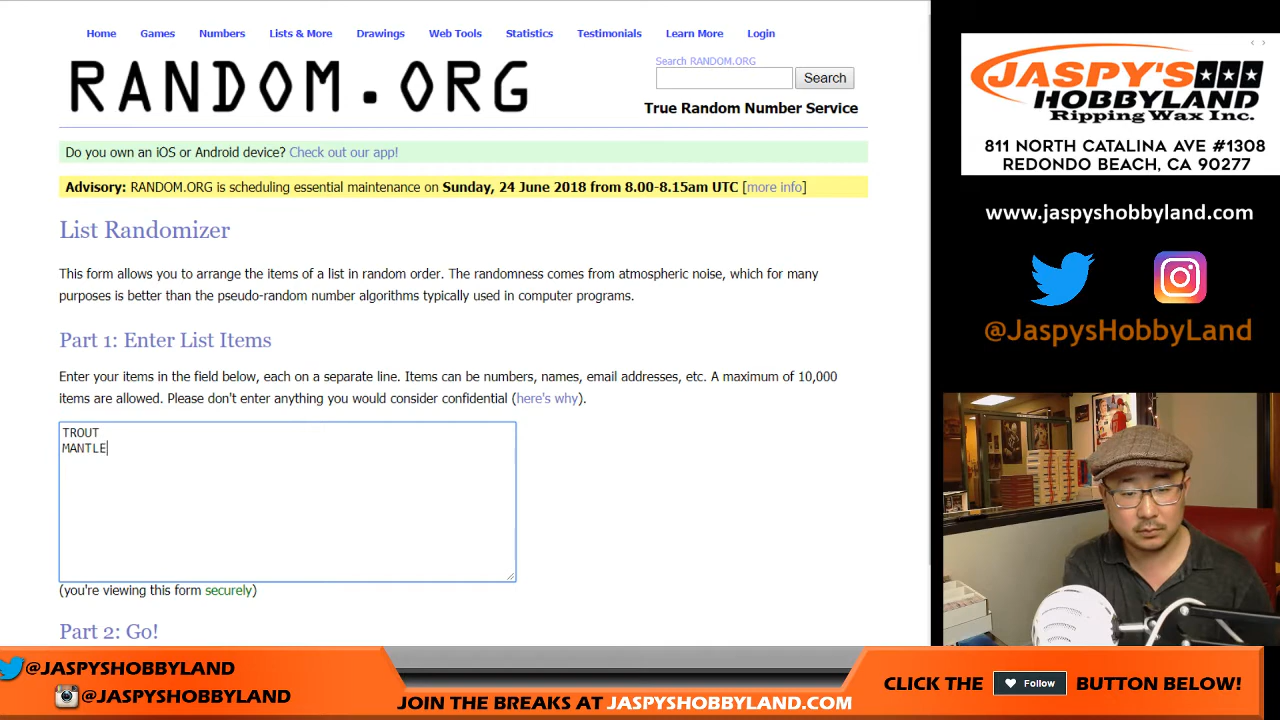 Home Games Numbers Lists & More Drawings Web Tools Statistics Testimonials Learn More Login
RANDOM.ORG
Search RANDOM.ORG
Search
True Random Number Service
Do you own an iOS or Android device? Check out our app!
Advisory: RANDOM.ORG is scheduling essential maintenance on Sunday, 24 June 2018 from 8.00-8.15am UTC [more info]
List Randomizer
This form allows you to arrange the items of a list in random order. The randomness comes from atmospheric noise, which for many
purposes is better than the pseudo-random number algorithms typically used in computer programs.
Part 1: Enter List Items
Enter your items in the field below, each on a separate line. Items can be numbers, names, email addresses, etc. A maximum of 10,000
items are allowed. Please don't enter anything you would consider confidential (here's why).
TROUT
MANTLE
(you're viewing this form securely)
Part 2: Go!
JASPY'S
HOBBYLAND
Ripping Wax Inc.
811 NORTH CATALINA AVE #1308
REDONDO BEACH, CA 90277
www.jaspyshobbyland.com
@JaspysHobbyLand
@JASPYSHOBBYLAND
@JASPYSHOBBYLAND
JOIN THE BREAKS AT JASPYSHOBBYLAND.COM
CLICK THE Follow BUTTON BELOW!